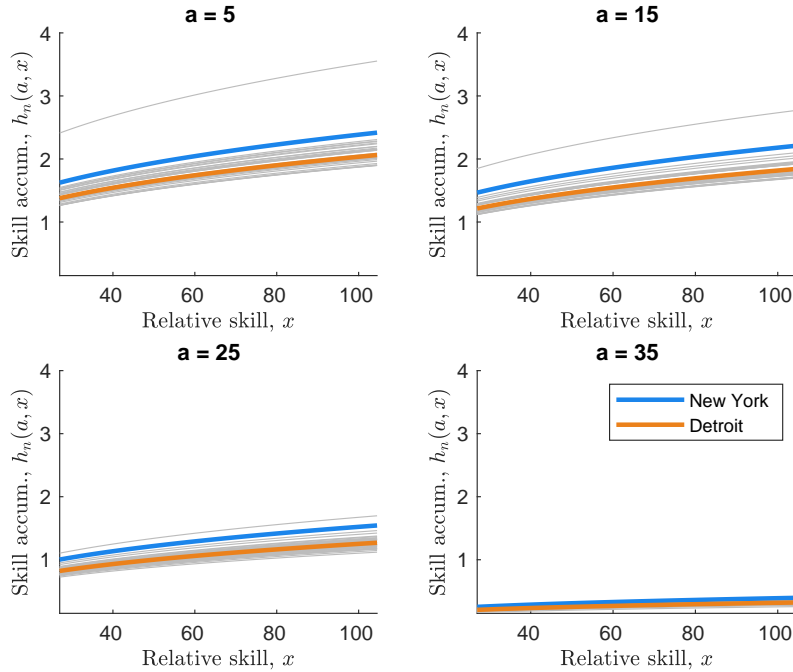 a = 5
4
3
2
1
40 60 80 100
Skill accum., h_n(a, x)
Relative skill, x
a = 15
4
3
2
1
40 60 80 100
Skill accum., h_n(a, x)
Relative skill, x
a = 25
4
3
2
1
40 60 80 100
Skill accum., h_n(a, x)
Relative skill, x
a = 35
4
3
2
1
40 60 80 100
Skill accum., h_n(a, x)
Relative skill, x
New York
Detroit